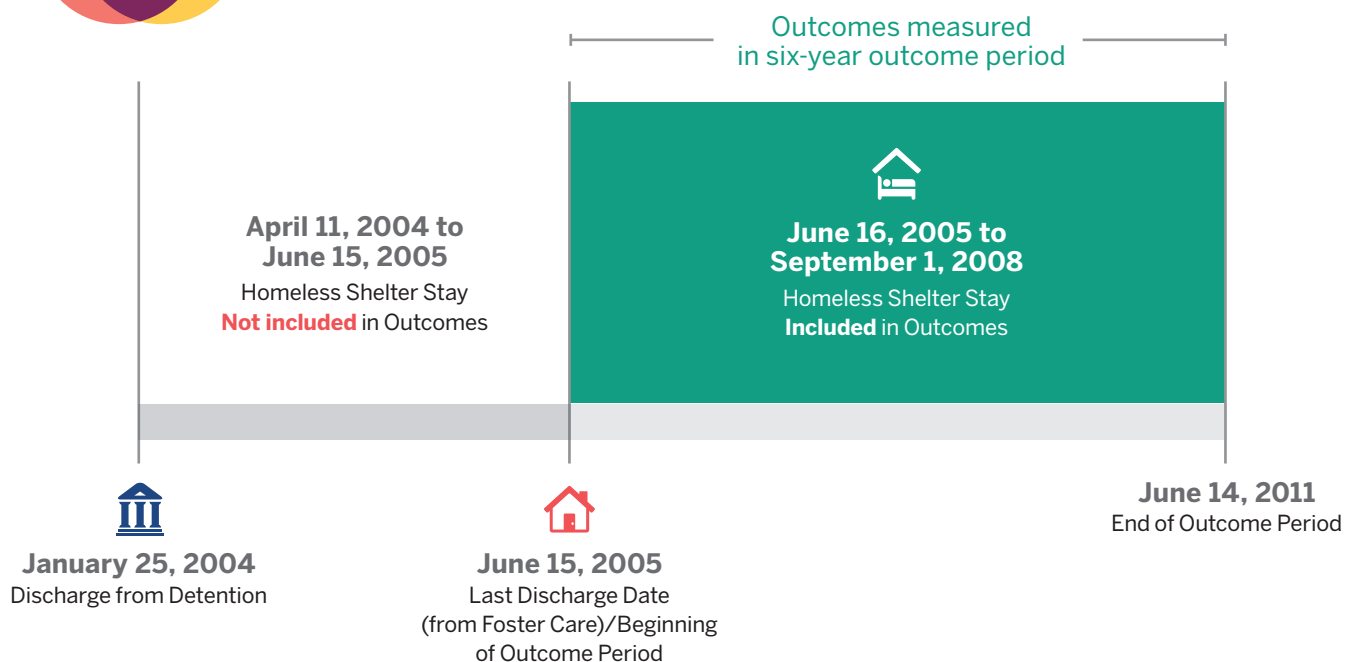 Outcomes measured
in six-year outcome period
April 11, 2004 to
June 15, 2005
Homeless Shelter Stay
Not included in Outcomes
June 16, 2005 to
September 1, 2008
Homeless Shelter Stay
Included in Outcomes
January 25, 2004
Discharge from Detention
June 15, 2005
Last Discharge Date
(from Foster Care)/Beginning
of Outcome Period
June 14, 2011
End of Outcome Period